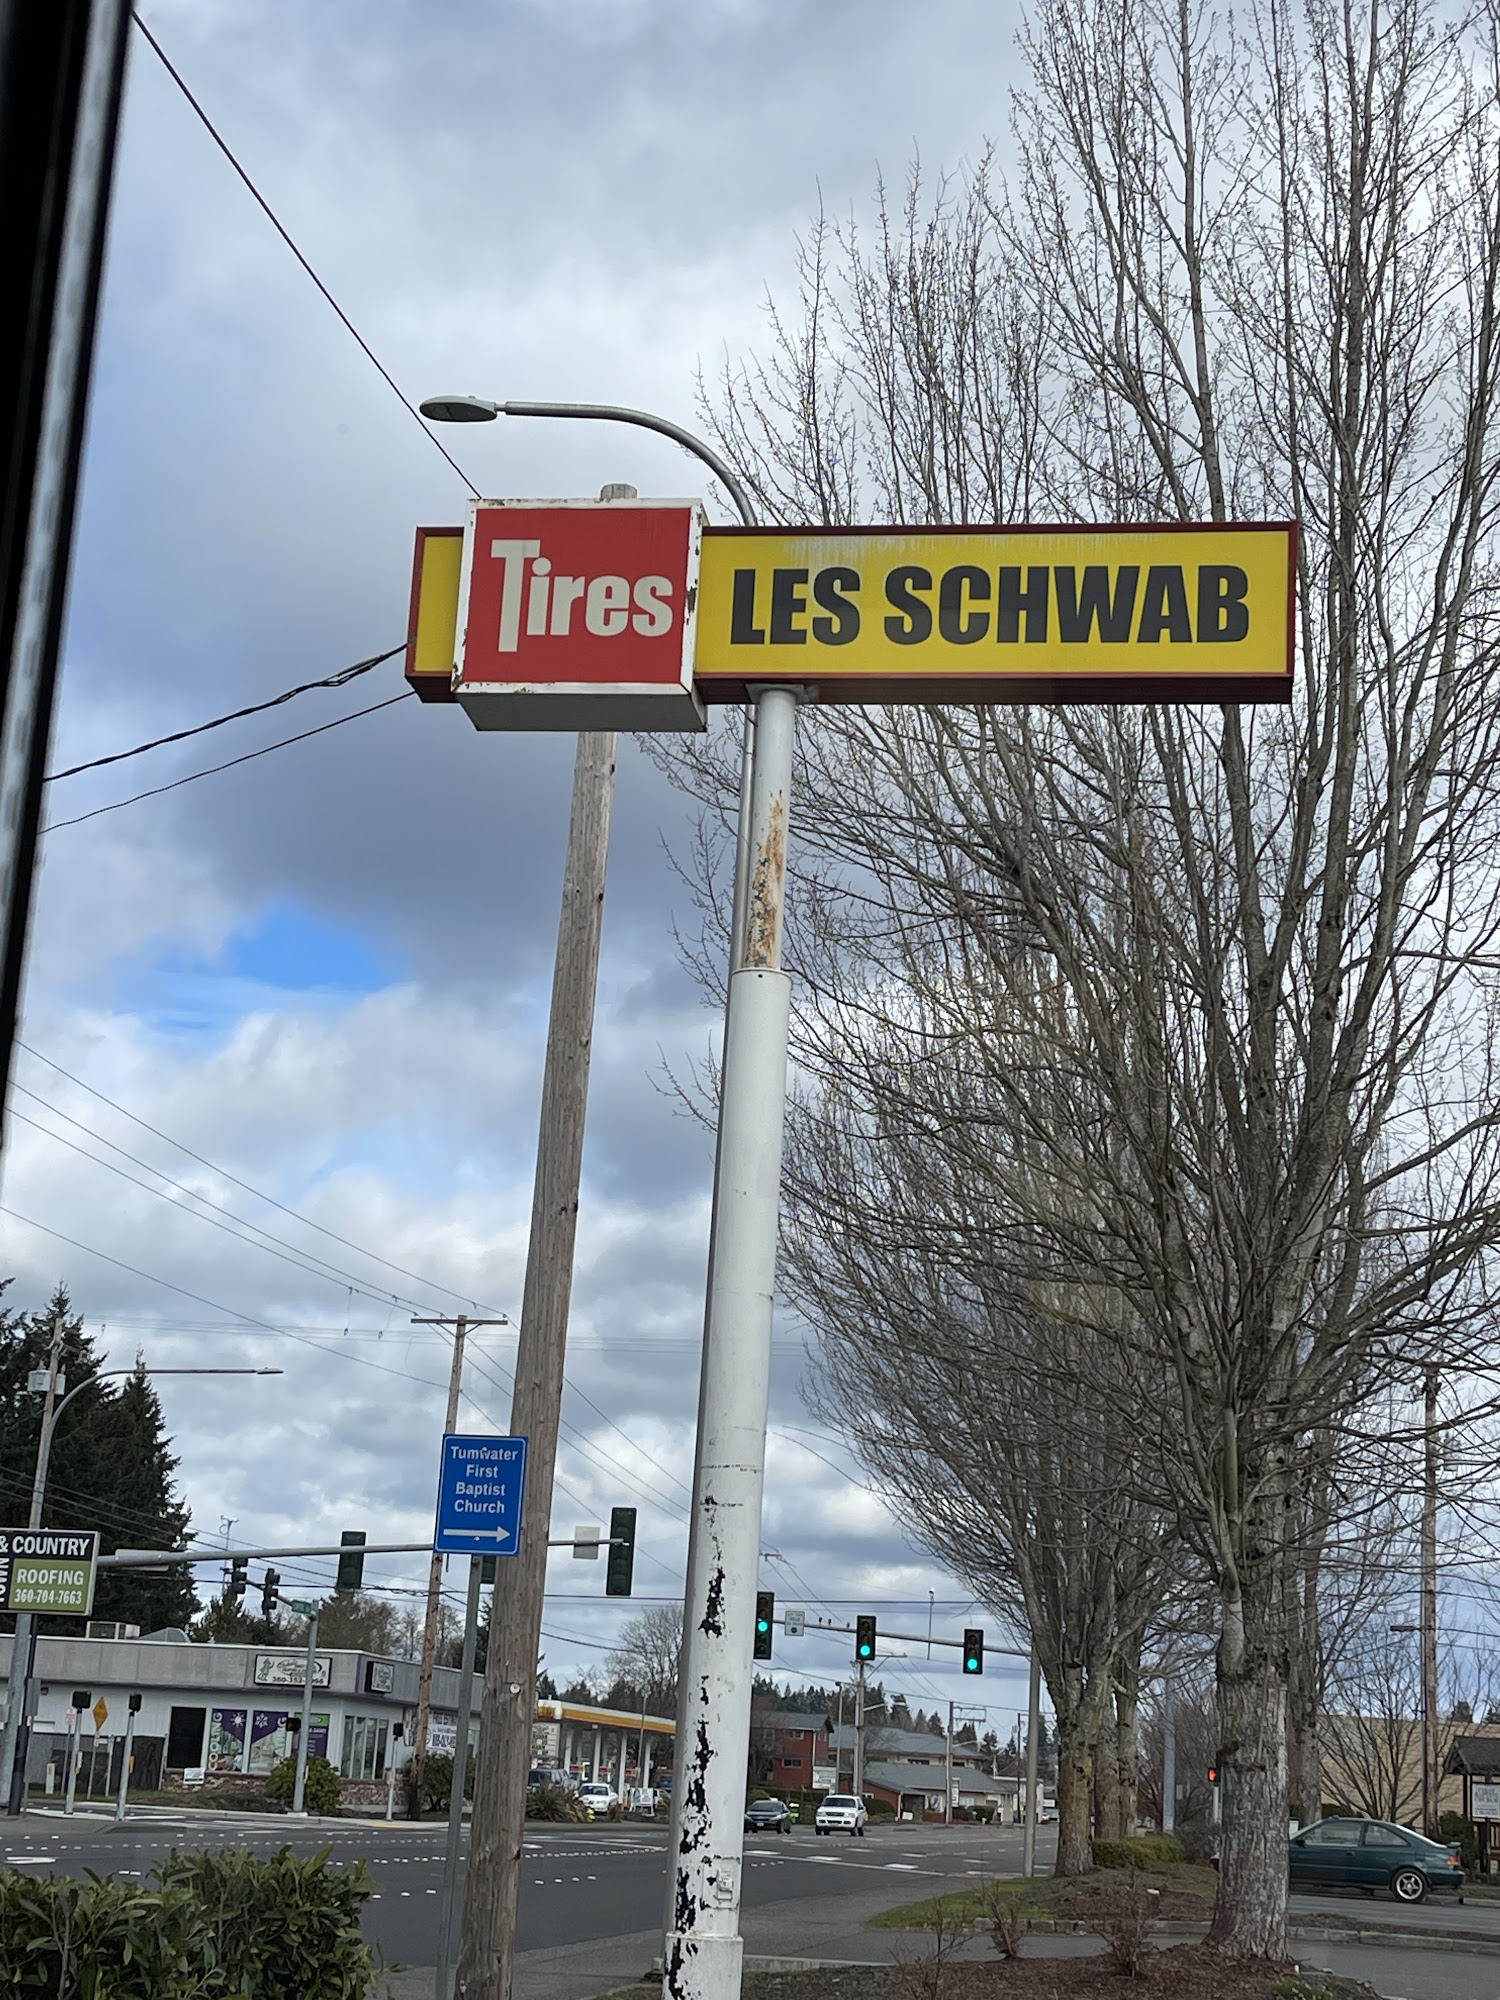 Tires
LES SCHWAB
Tumwater
First
Baptist
Church
& COUNTRY
ROOFING
360-704-7663